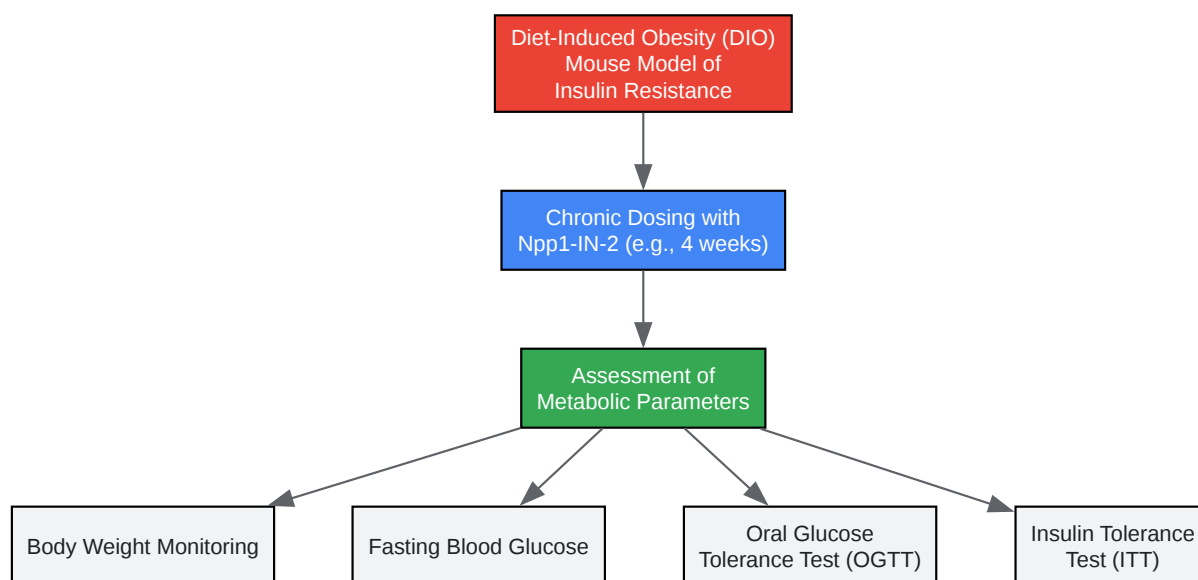 Diet-Induced Obesity (DIO)
Mouse Model of
Insulin Resistance
Chronic Dosing with
Npp1-IN-2 (e.g., 4 weeks)
Assessment of
Metabolic Parameters
Body Weight Monitoring
Fasting Blood Glucose
Oral Glucose
Tolerance Test (OGTT)
Insulin Tolerance
Test (ITT)